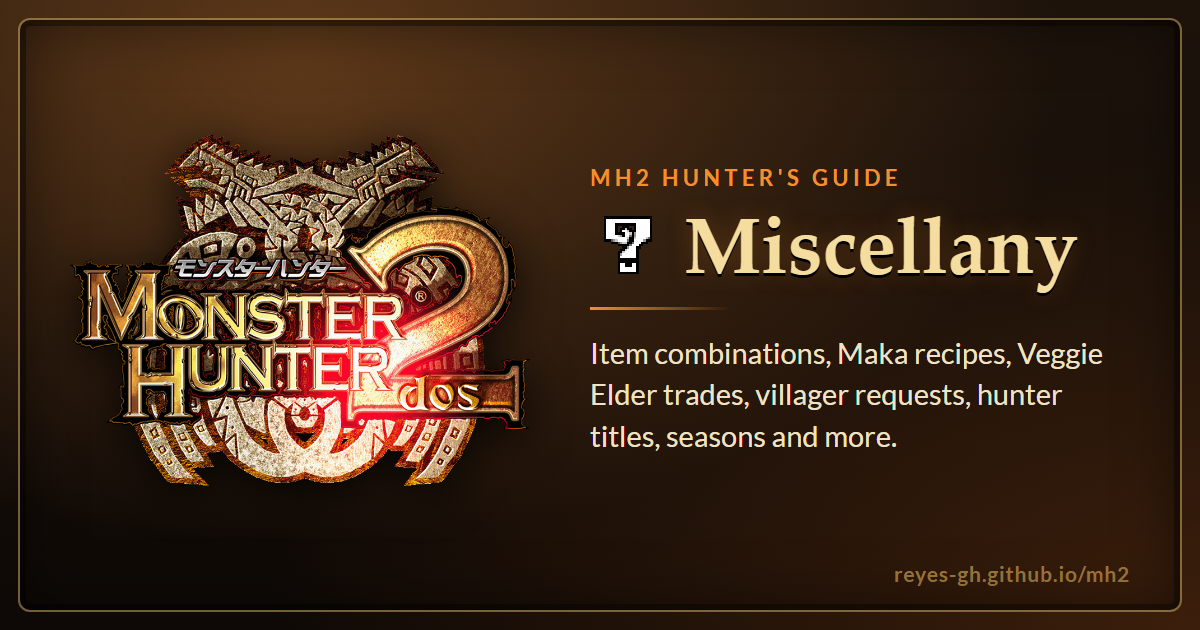 モンスターハンター
MONSTER
HUNTER
2
®
dos
MH2 HUNTER'S GUIDE
? Miscellany
Item combinations, Maka recipes, Veggie
Elder trades, villager requests, hunter
titles, seasons and more.
reyes-gh.github.io/mh2